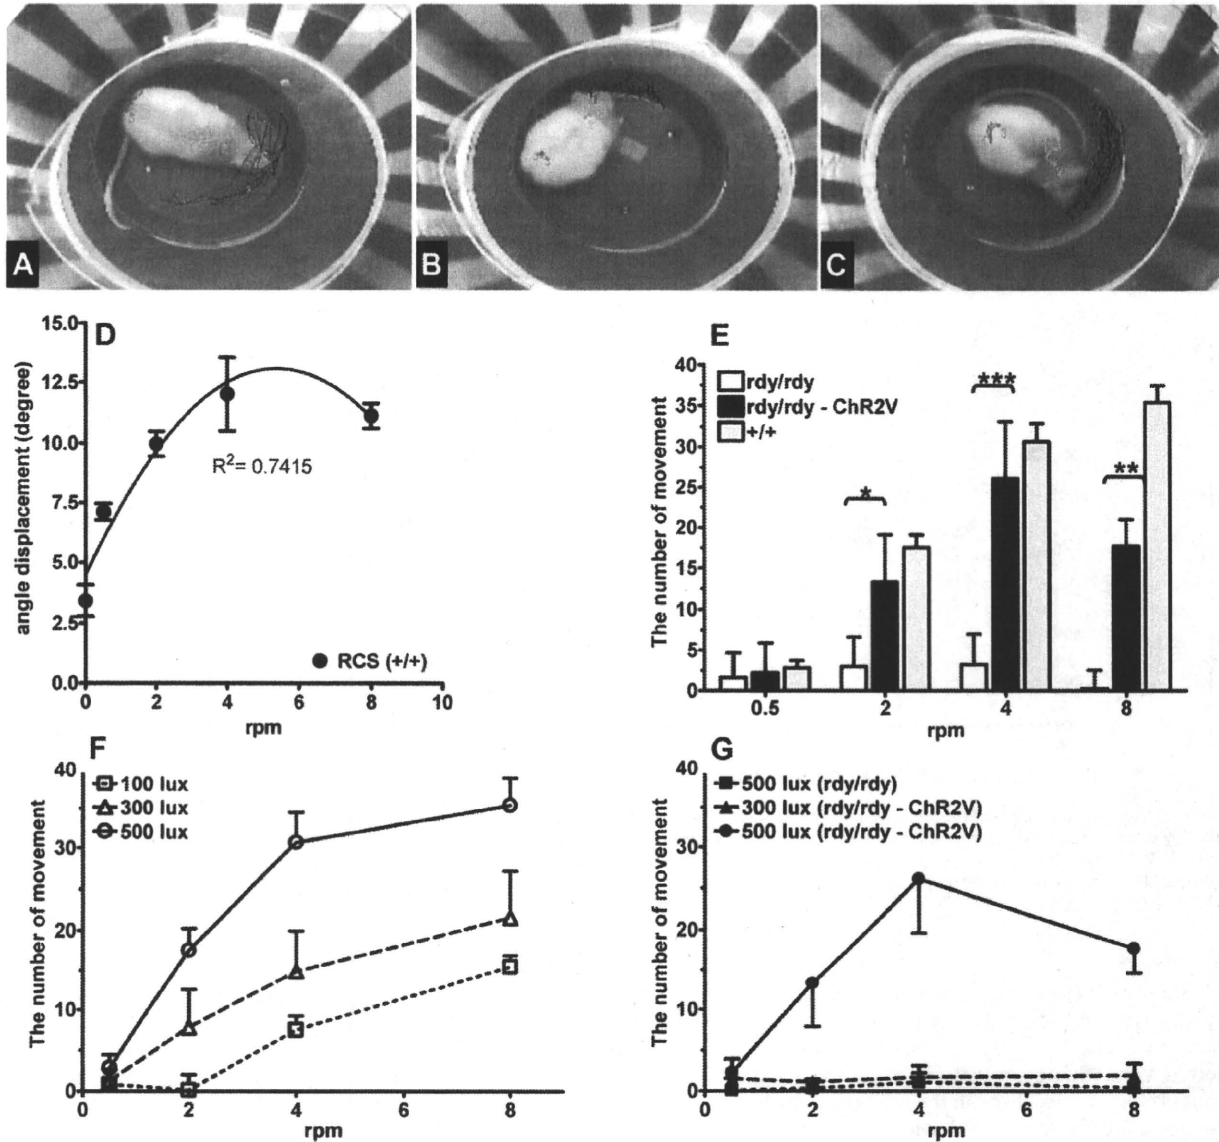 A
B
C
D
15.0
12.5
10.0
7.5
5.0
2.5
0.0
angle displacement (degree)
R²= 0.7415
RCS (+/+)
0 2 4 6 8 10
rpm
E
40
35
30
25
20
15
10
5
0
The number of movement
rdy/rdy
rdy/rdy - ChR2V
+/+
*
***
**
0.5 2 4 8
rpm
F
40
30
20
10
0
The number of movement
100 lux
300 lux
500 lux
0 2 4 6 8
rpm
G
40
30
20
10
0
The number of movement
500 lux (rdy/rdy)
300 lux (rdy/rdy - ChR2V)
500 lux (rdy/rdy - ChR2V)
0 2 4 6 8
rpm